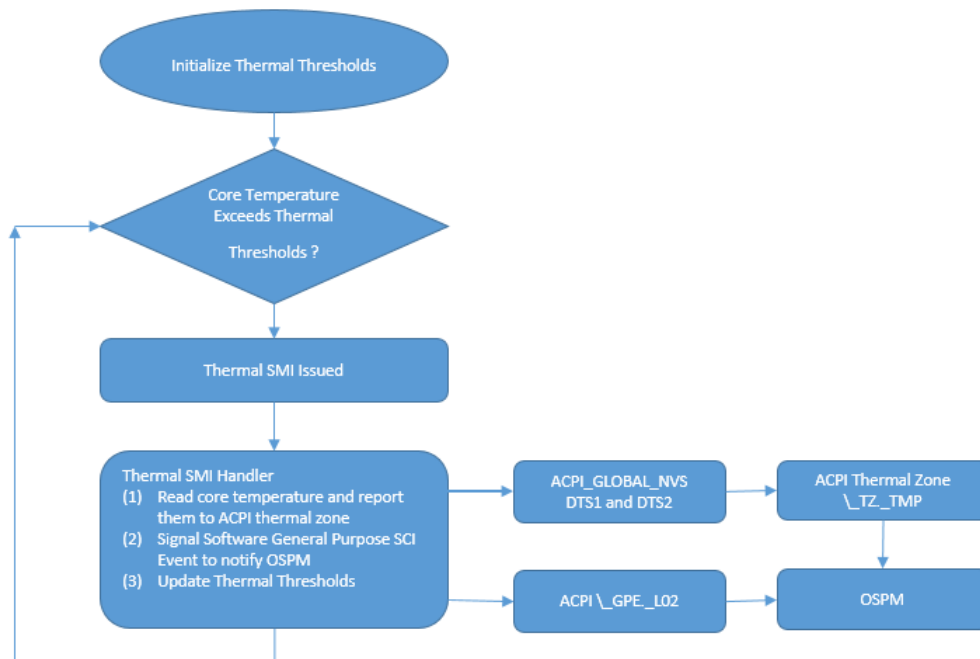 Initialize Thermal Thresholds
Core Temperature
Exceeds Thermal
Thresholds ?
Thermal SMI Issued
Thermal SMI Handler
(1) Read core temperature and report
them to ACPI thermal zone
(2) Signal Software General Purpose SCI
Event to notify OSPM
(3) Update Thermal Thresholds
ACPI_GLOBAL_NVS
DTS1 and DTS2
ACPI Thermal Zone
\_TZ._TMP
ACPI \_GPE._L02
OSPM